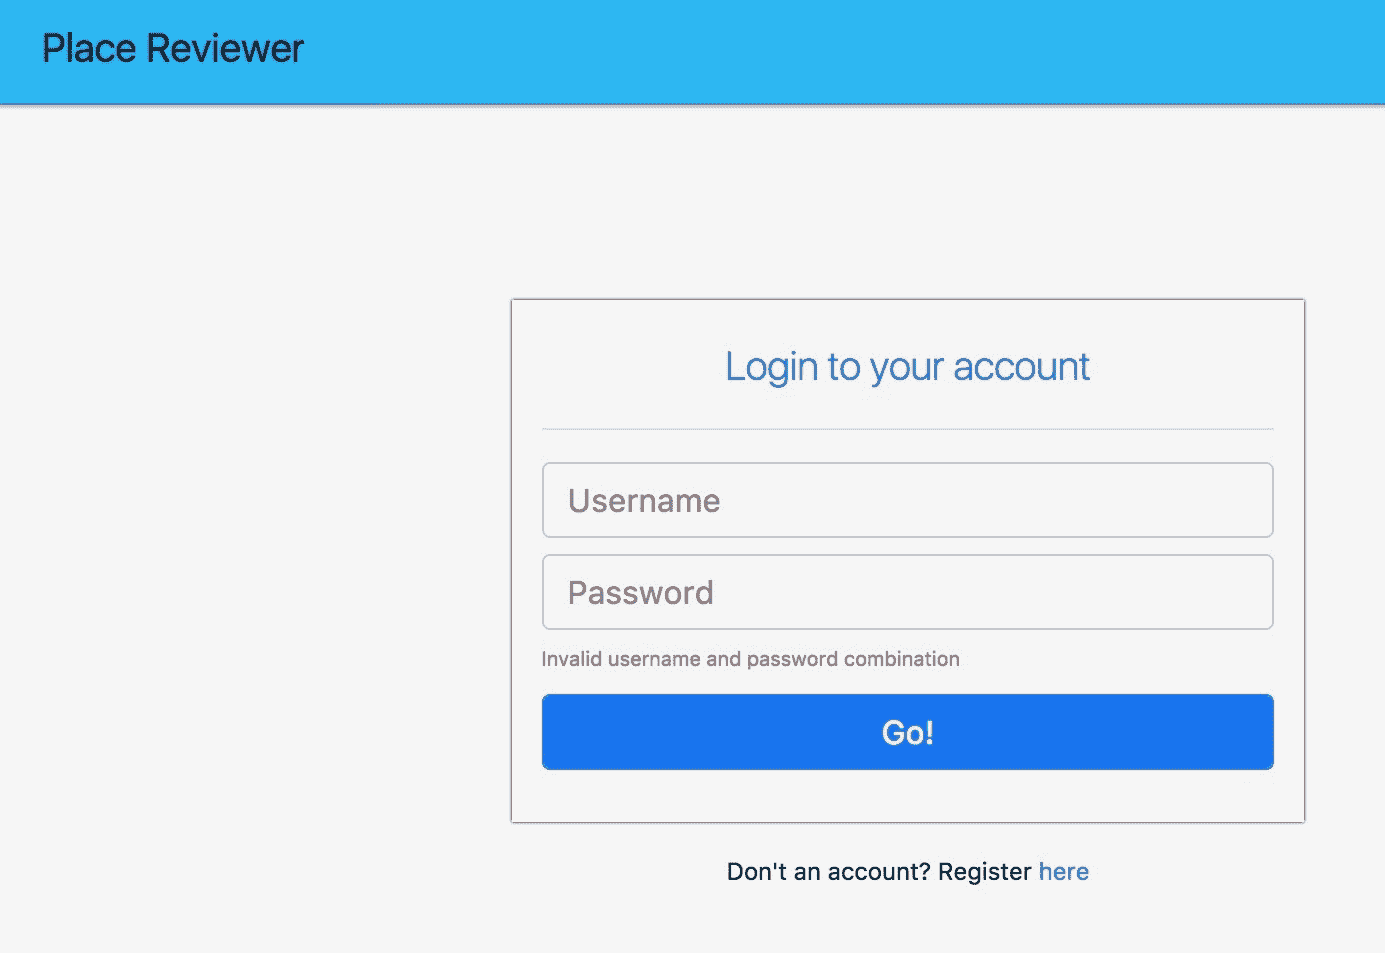 Place Reviewer
Login to your account
Username
Password
Invalid username and password combination
Go!
Don't an account? Register here